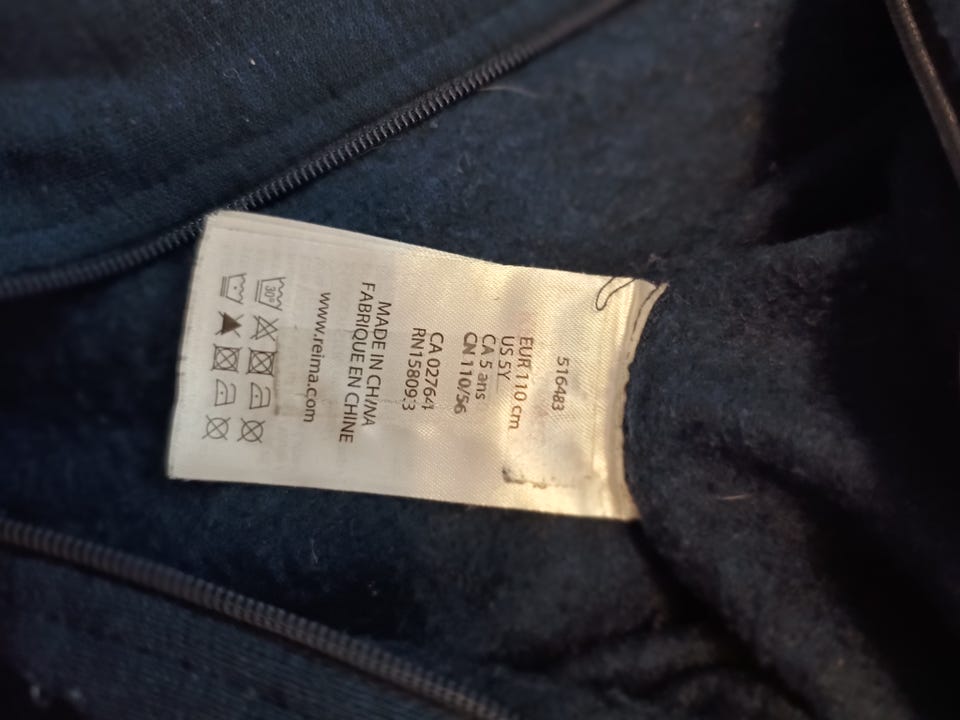 516483
EUR 110 cm
US 5Y
CA 5 ans
CN 110/56
CA 02764
RN158093
MADE IN CHINA
FABRIQUE EN CHINE
www.reima.com
30°